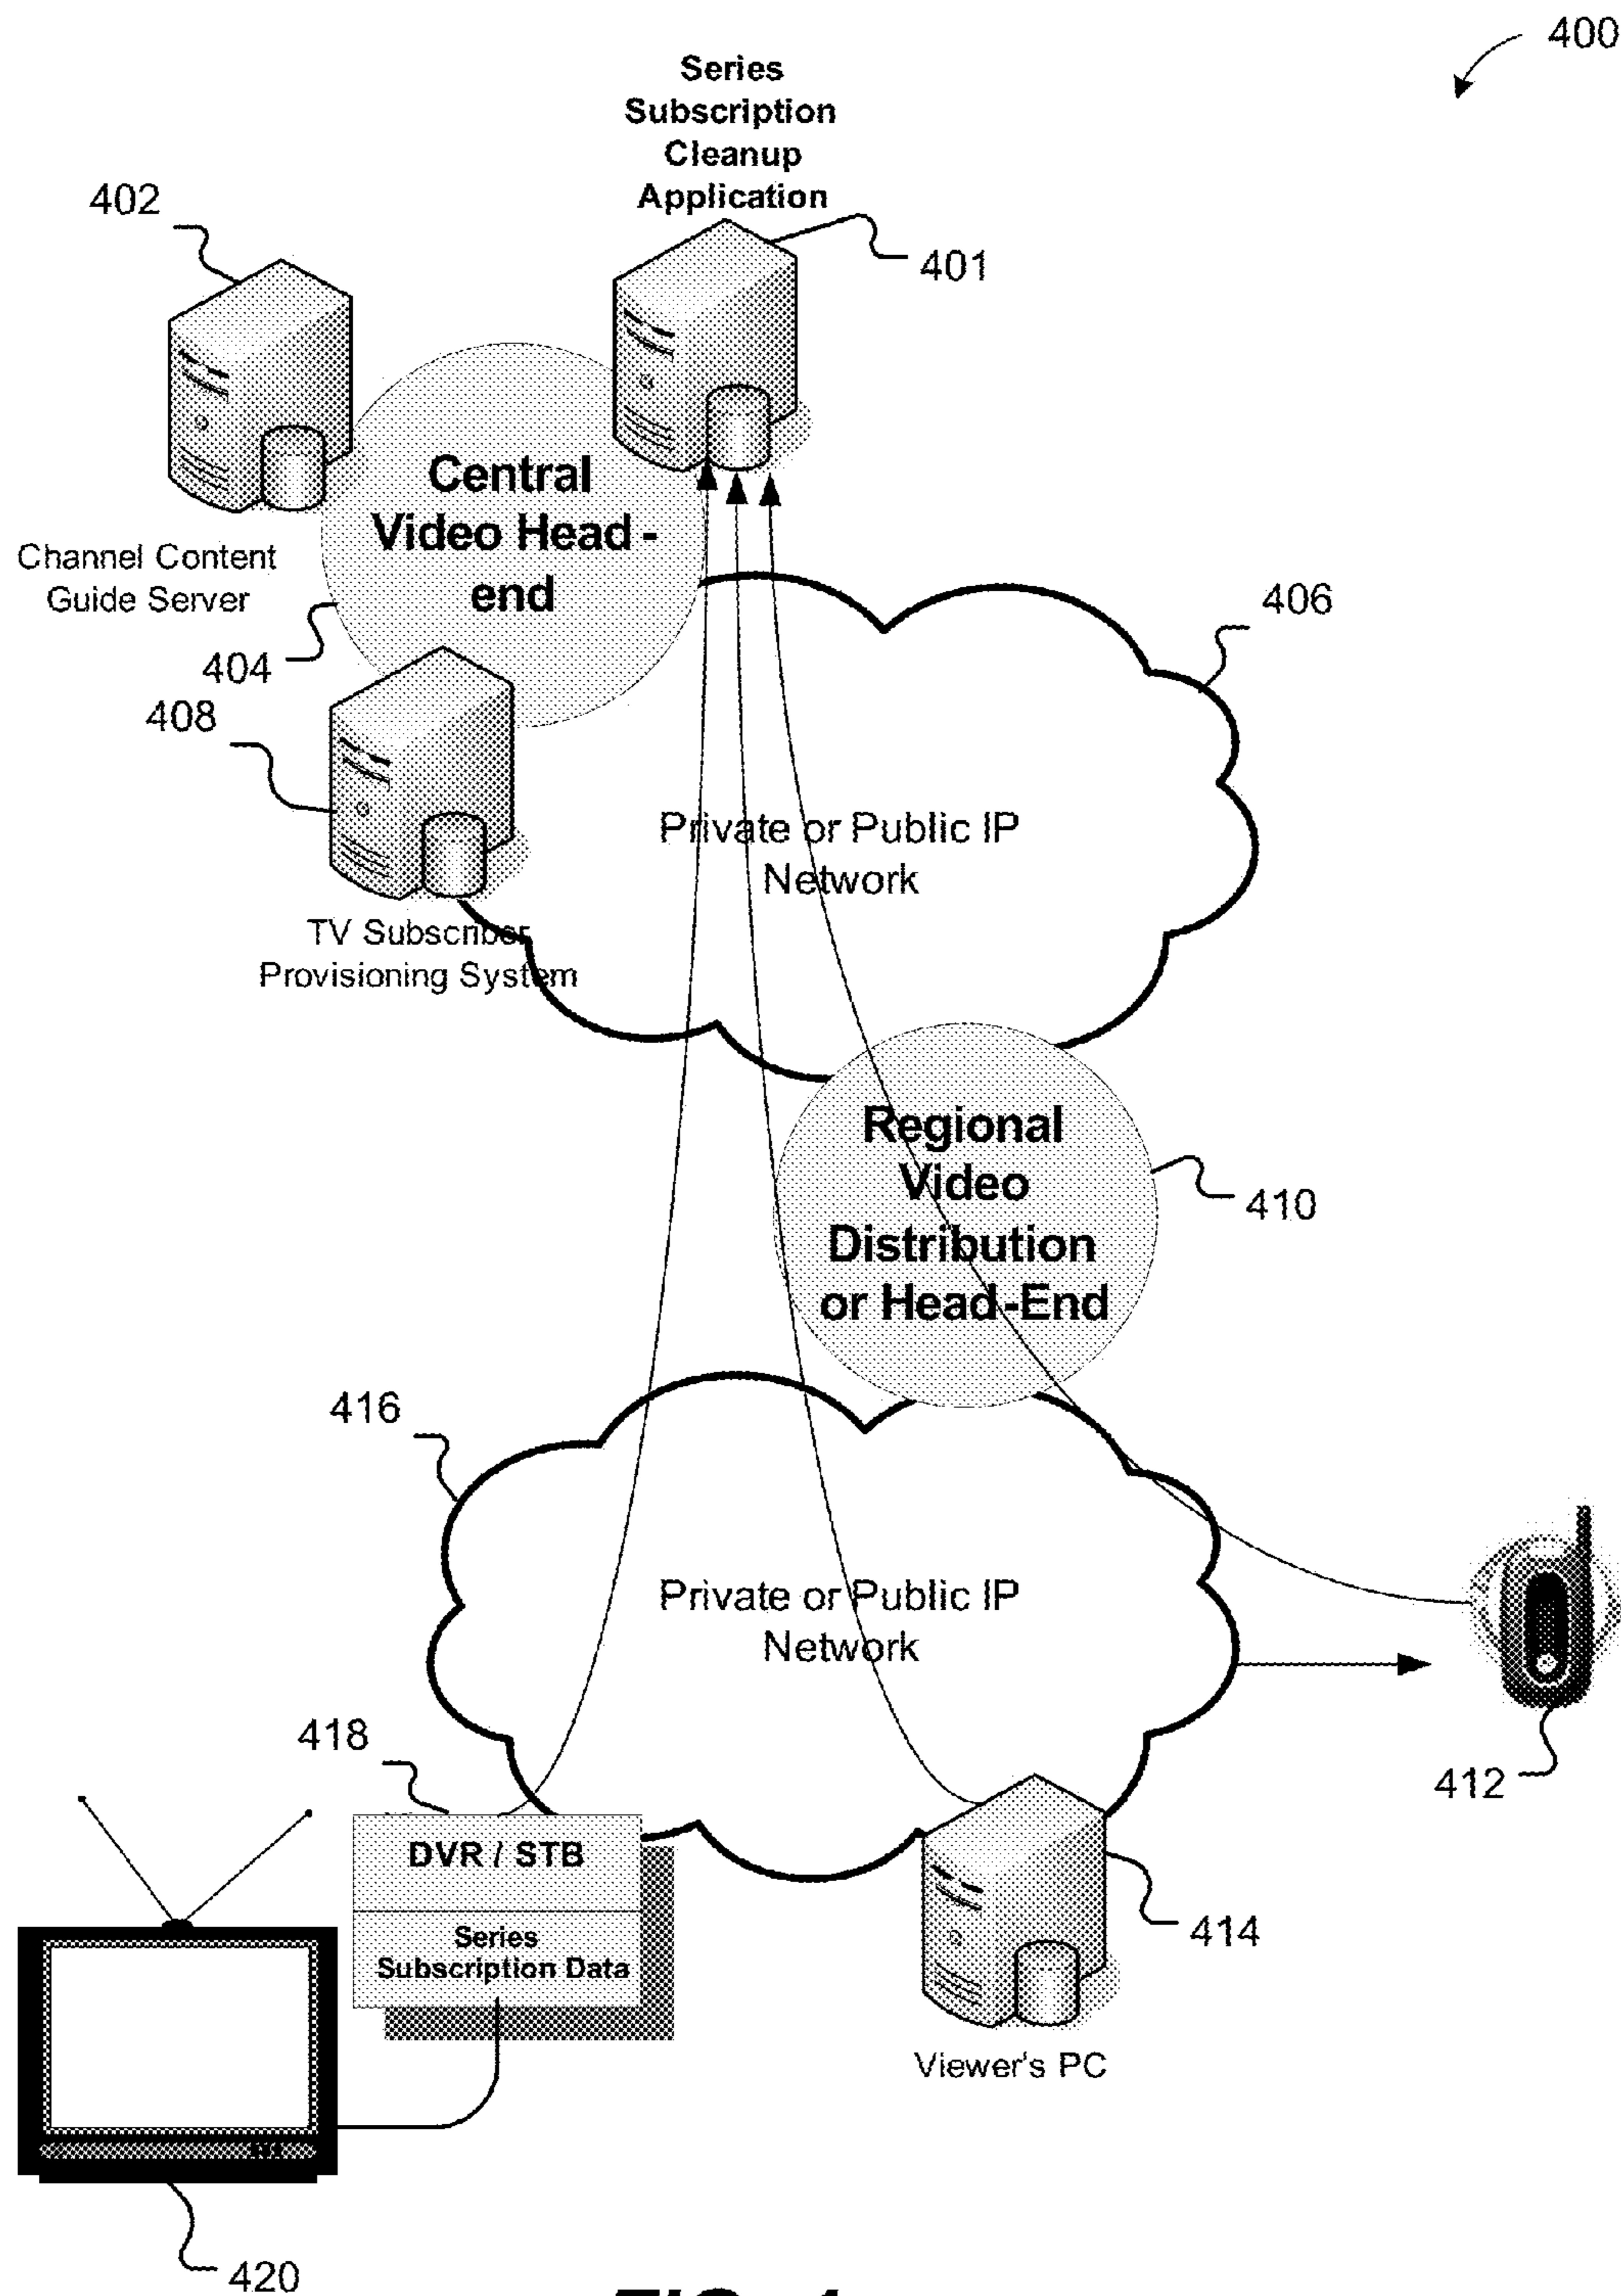 400
Series
Subscription
Cleanup
Application
402
401
Central
Video Head-
end
Channel Content
Guide Server
404
406
408
Private or Public IP
Network
TV Subscriber
Provisioning System
Regional
Video
Distribution
or Head-End
410
416
Private or Public IP
Network
418
412
DVR / STB
Series
Subscription Data
414
Viewer's PC
420